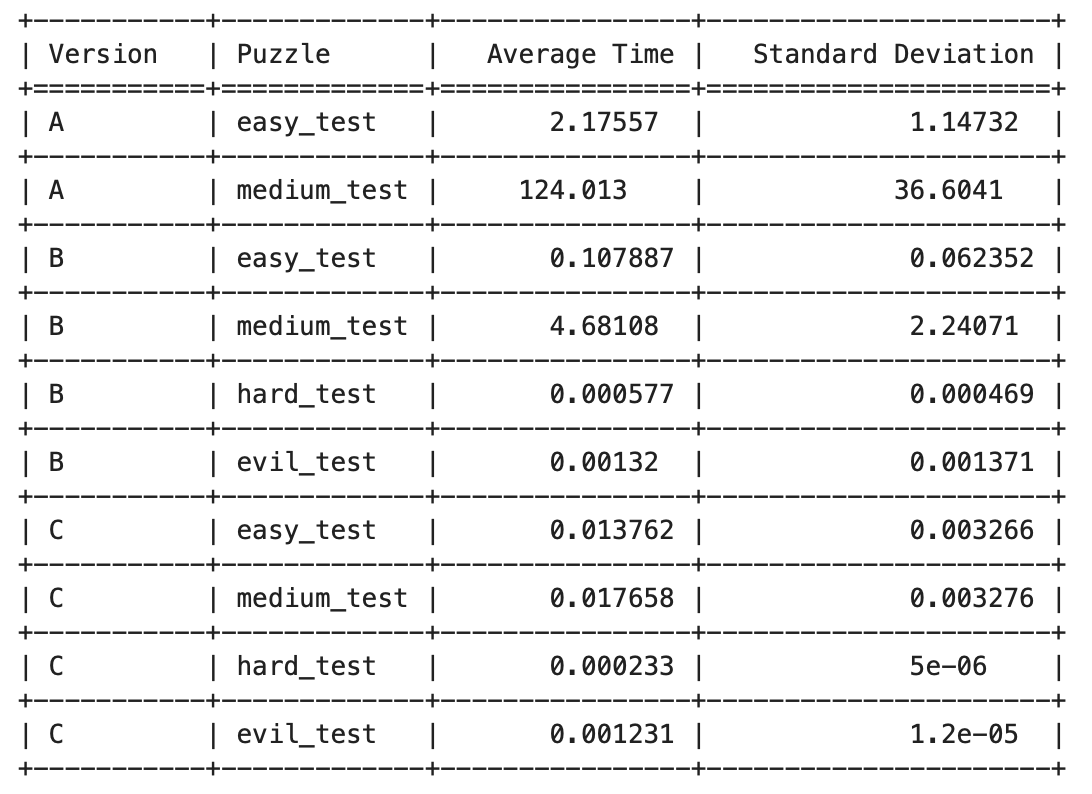 +-----------+-------------+----------------+----------------------+
| Version   | Puzzle      |   Average Time |   Standard Deviation |
+===========+=============+================+======================+
| A         | easy_test   |       2.17557  |             1.14732  |
+-----------+-------------+----------------+----------------------+
| A         | medium_test |     124.013    |            36.6041   |
+-----------+-------------+----------------+----------------------+
| B         | easy_test   |       0.107887 |             0.062352 |
+-----------+-------------+----------------+----------------------+
| B         | medium_test |       4.68108  |             2.24071  |
+-----------+-------------+----------------+----------------------+
| B         | hard_test   |       0.000577 |             0.000469 |
+-----------+-------------+----------------+----------------------+
| B         | evil_test   |       0.00132  |             0.001371 |
+-----------+-------------+----------------+----------------------+
| C         | easy_test   |       0.013762 |             0.003266 |
+-----------+-------------+----------------+----------------------+
| C         | medium_test |       0.017658 |             0.003276 |
+-----------+-------------+----------------+----------------------+
| C         | hard_test   |       0.000233 |             5e-06    |
+-----------+-------------+----------------+----------------------+
| C         | evil_test   |       0.001231 |             1.2e-05  |
+-----------+-------------+----------------+----------------------+